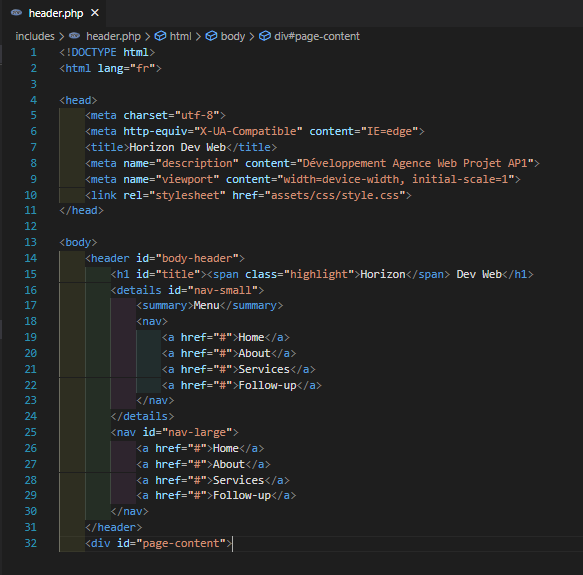 header.php ×
includes > header.php > html > body > div#page-content
1 <!DOCTYPE html>
2 <html lang="fr">
3
4 <head>
5     <meta charset="utf-8">
6     <meta http-equiv="X-UA-Compatible" content="IE=edge">
7     <title>Horizon Dev Web</title>
8     <meta name="description" content="Développement Agence Web Projet AP1">
9     <meta name="viewport" content="width=device-width, initial-scale=1">
10     <link rel="stylesheet" href="assets/css/style.css">
11 </head>
12
13 <body>
14     <header id="body-header">
15         <h1 id="title"><span class="highlight">Horizon</span> Dev Web</h1>
16         <details id="nav-small">
17             <summary>Menu</summary>
18             <nav>
19                 <a href="#">Home</a>
20                 <a href="#">About</a>
21                 <a href="#">Services</a>
22                 <a href="#">Follow-up</a>
23             </nav>
24         </details>
25         <nav id="nav-large">
26             <a href="#">Home</a>
27             <a href="#">About</a>
28             <a href="#">Services</a>
29             <a href="#">Follow-up</a>
30         </nav>
31     </header>
32     <div id="page-content">